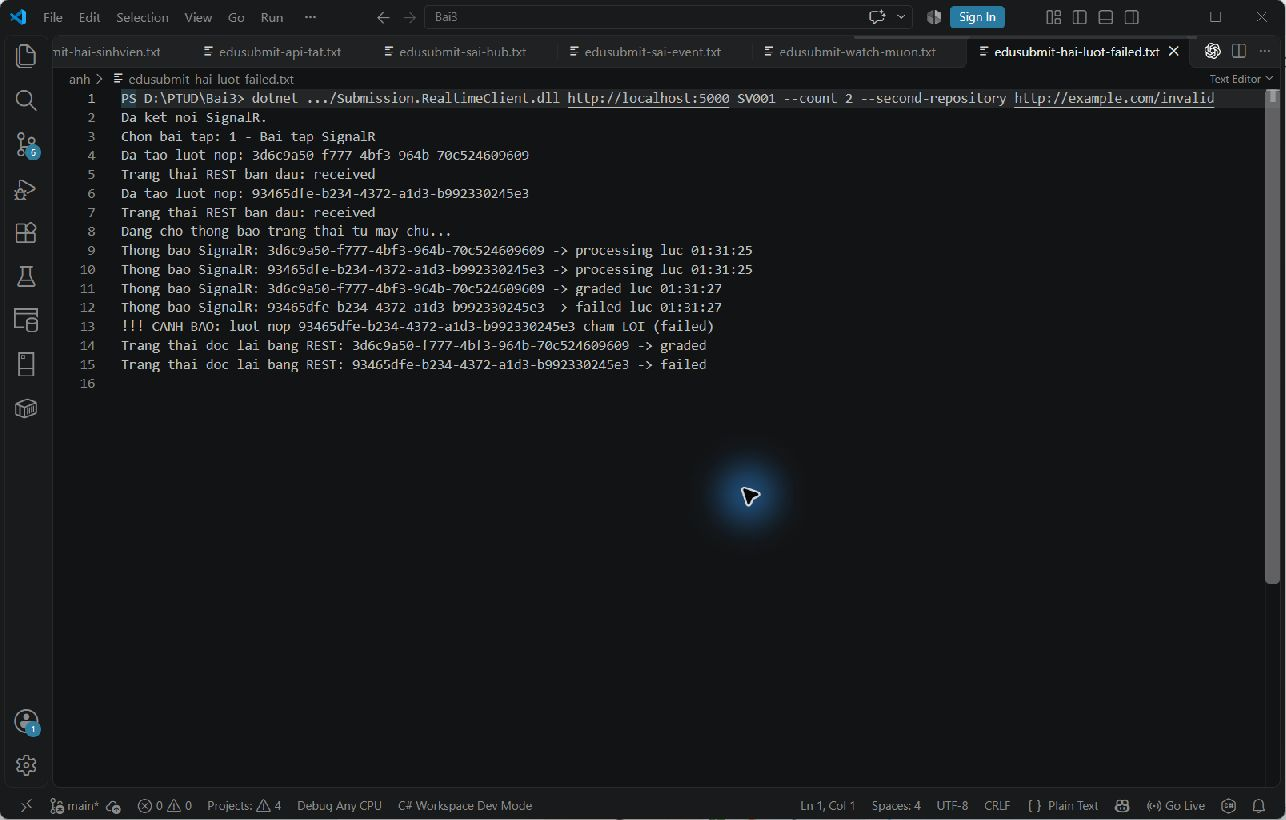 File Edit Selection View Go Run ··· Bai3 Sign In
mit-hai-sinhvien.txt edusubmit-api-tat.txt edusubmit-sai-hub.txt edusubmit-sai-event.txt edusubmit-watch-muon.txt edusubmit-hai-luot-failed.txt
anh > edusubmit-hai-luot-failed.txt Text Editor
1 PS D:\PTUD\Bai3> dotnet .../Submission.RealtimeClient.dll http://localhost:5000 SV001 --count 2 --second-repository http://example.com/invalid
2 Da ket noi SignalR.
3 Chon bai tap: 1 - Bai tap SignalR
4 Da tao luot nop: 3d6c9a50-f777-4bf3-964b-70c524609609
5 Trang thai REST ban dau: received
6 Da tao luot nop: 93465dfe-b234-4372-a1d3-b992330245e3
7 Trang thai REST ban dau: received
8 Dang cho thong bao trang thai tu may chu...
9 Thong bao SignalR: 3d6c9a50-f777-4bf3-964b-70c524609609 -> processing luc 01:31:25
10 Thong bao SignalR: 93465dfe-b234-4372-a1d3-b992330245e3 -> processing luc 01:31:25
11 Thong bao SignalR: 3d6c9a50-f777-4bf3-964b-70c524609609 -> graded luc 01:31:27
12 Thong bao SignalR: 93465dfe-b234-4372-a1d3-b992330245e3 -> failed luc 01:31:27
13 !!! CANH BAO: luot nop 93465dfe-b234-4372-a1d3-b992330245e3 cham LOI (failed)
14 Trang thai doc lai bang REST: 3d6c9a50-f777-4bf3-964b-70c524609609 -> graded
15 Trang thai doc lai bang REST: 93465dfe-b234-4372-a1d3-b992330245e3 -> failed
16
5
1
main* 0 0 Projects: 4 Debug Any CPU C# Workspace Dev Mode Ln 1, Col 1 Spaces: 4 UTF-8 CRLF { } Plain Text Go Live